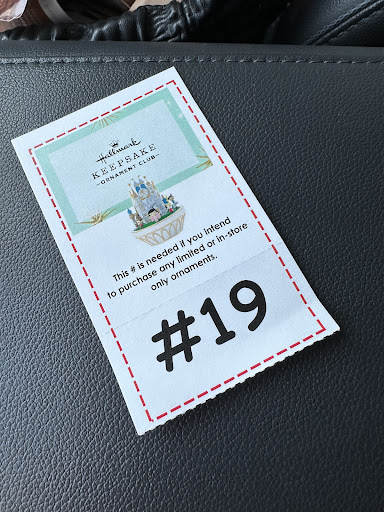 Hallmark
KEEPSAKE
—ORNAMENT CLUB—
This # is needed if you intend
to purchase any limited or in-store
only ornaments.
#19